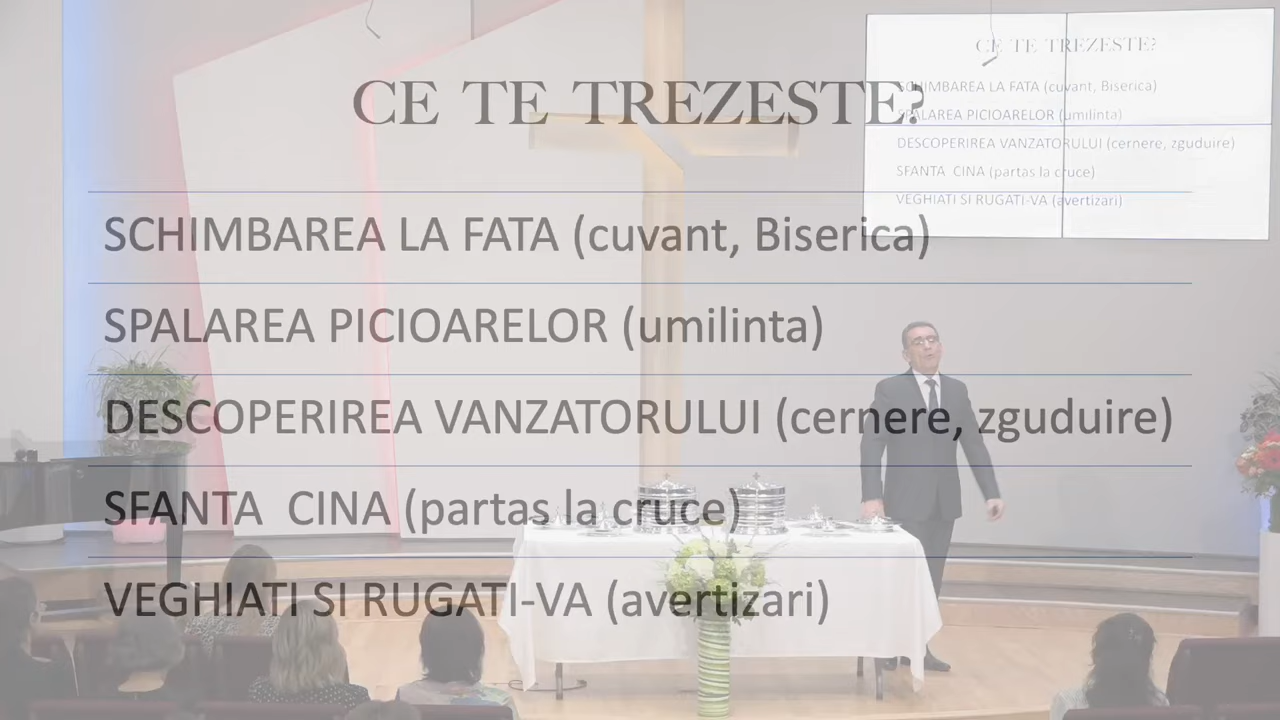 CE TE TREZESTE?
SCHIMBAREA LA FATA (cuvant, Biserica)
SPALAREA PICIOARELOR (umilinta)
DESCOPERIREA VANZATORULUI (cernere, zguduire)
SFANTA CINA (partas la cruce)
VEGHIATI SI RUGATI-VA (avertizari)
CE TE TREZESTE?
SCHIMBAREA LA FATA (cuvant, Biserica)
SPALAREA PICIOARELOR (umilinta)
DESCOPERIREA VANZATORULUI (cernere, zguduire)
SFANTA CINA (partas la cruce)
VEGHIATI SI RUGATI-VA (avertizari)